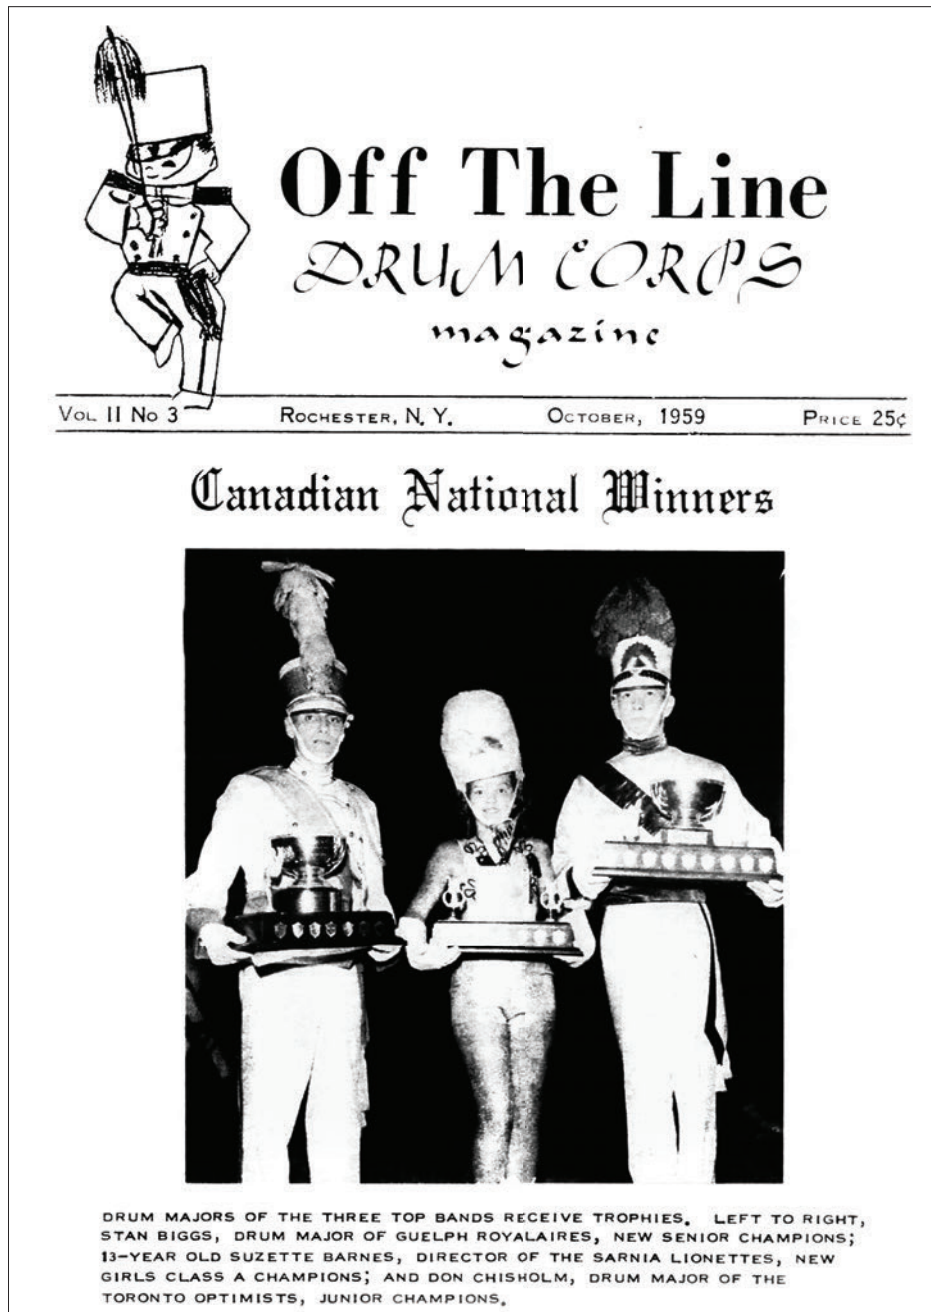 Off The Line
DRUM CORPS
magazine
VOL II NO 3 ROCHESTER, N. Y. OCTOBER, 1959 PRICE 25¢
Canadian National Winners
DRUM MAJORS OF THE THREE TOP BANDS RECEIVE TROPHIES. LEFT TO RIGHT,
STAN BIGGS, DRUM MAJOR OF GUELPH ROYALAIRES, NEW SENIOR CHAMPIONS;
13-YEAR OLD SUZETTE BARNES, DIRECTOR OF THE SARNIA LIONETTES, NEW
GIRLS CLASS A CHAMPIONS; AND DON CHISHOLM, DRUM MAJOR OF THE
TORONTO OPTIMISTS, JUNIOR CHAMPIONS.